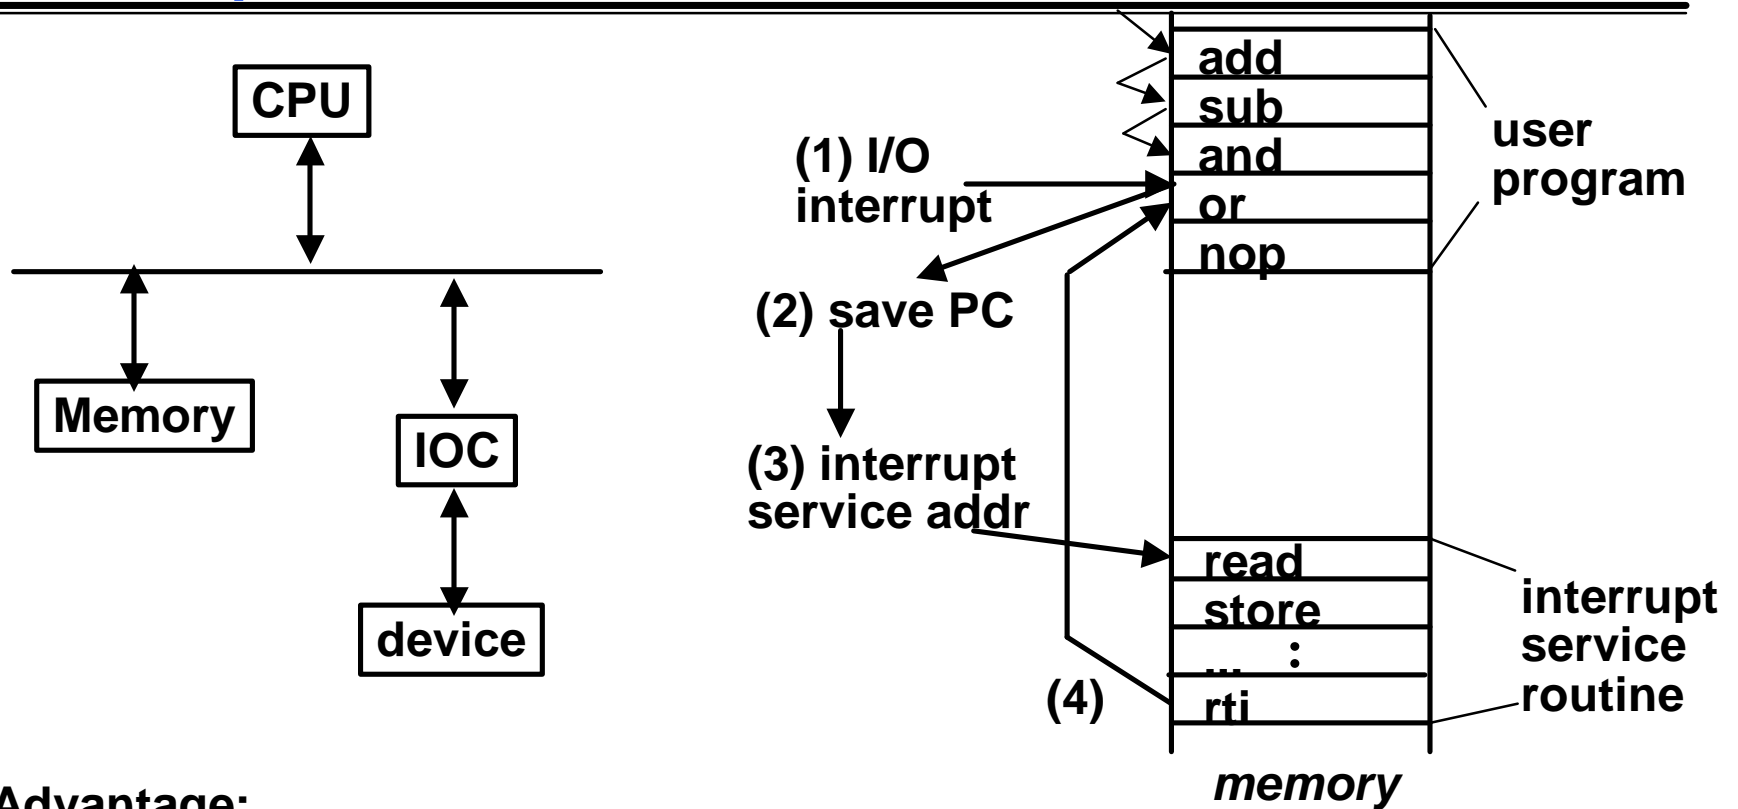 CPU
Memory
IOC
device
(1) I/O
interrupt
(2) save PC
(3) interrupt
service addr
(4)
add
sub
and
or
nop
user
program
read
store
:
...
rti
interrupt
service
routine
memory
Advantage: